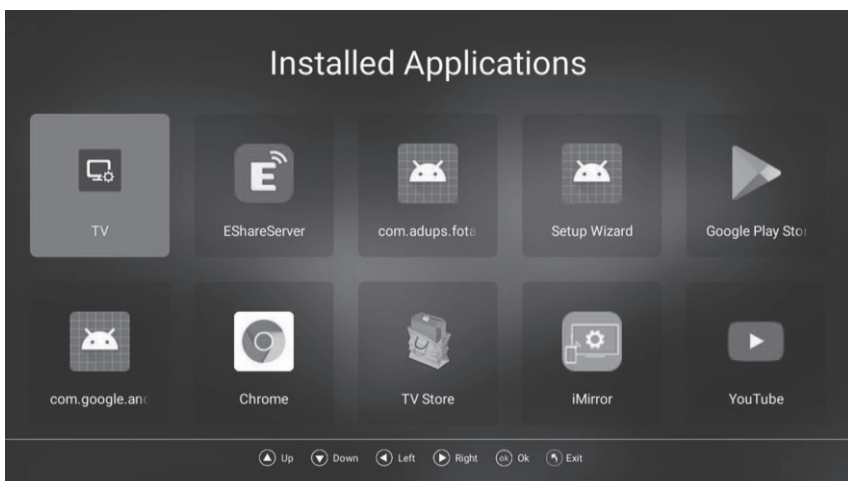 Installed Applications
TV
EShareServer
com.adups.fota
Setup Wizard
Google Play Stor
com.google.and
Chrome
TV Store
iMirror
YouTube
Up Down Left Right ok Ok Exit